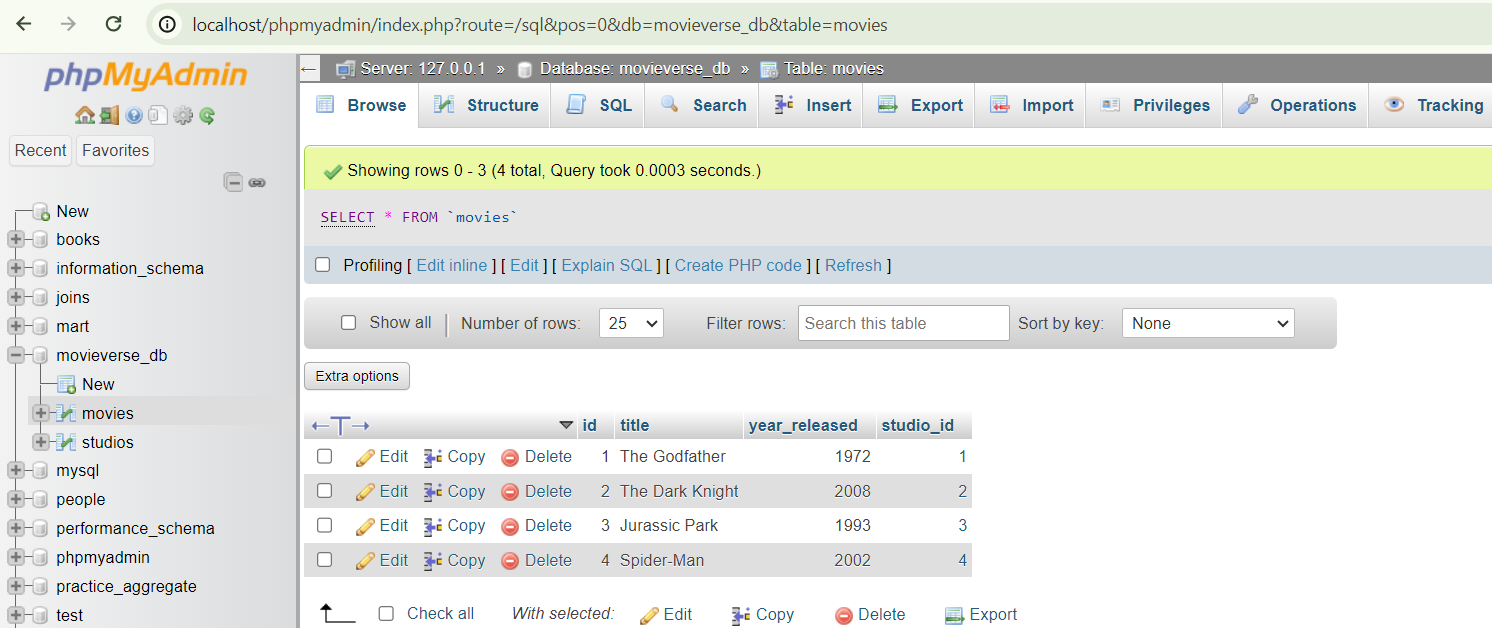 localhost/phpmyadmin/index.php?route=/sql&pos=0&db=movieverse_db&table=movies
phpMyAdmin
Recent Favorites
New
books
information_schema
joins
mart
movieverse_db
New
movies
studios
mysql
people
performance_schema
phpmyadmin
practice_aggregate
test
Server: 127.0.0.1 » Database: movieverse_db » Table: movies
Browse Structure SQL Search Insert Export Import Privileges Operations Tracking
Showing rows 0 - 3 (4 total, Query took 0.0003 seconds.)
SELECT * FROM `movies`
Profiling [ Edit inline ] [ Edit ] [ Explain SQL ] [ Create PHP code ] [ Refresh ]
Show all | Number of rows: 25 Filter rows: Search this table Sort by key: None
Extra options
id title year_released studio_id
Edit Copy Delete 1 The Godfather 1972 1
Edit Copy Delete 2 The Dark Knight 2008 2
Edit Copy Delete 3 Jurassic Park 1993 3
Edit Copy Delete 4 Spider-Man 2002 4
Check all With selected: Edit Copy Delete Export